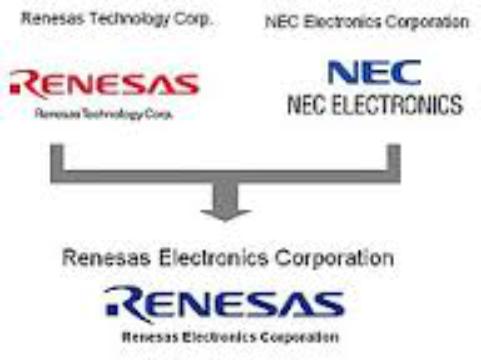 Renesas Technology Corp.
NEC Electronics Corporation
RENESAS
Renesas Technology Corp.
NEC
NEC ELECTRONICS
Renesas Electronics Corporation
RENESAS
Renesas Electronics Corporation